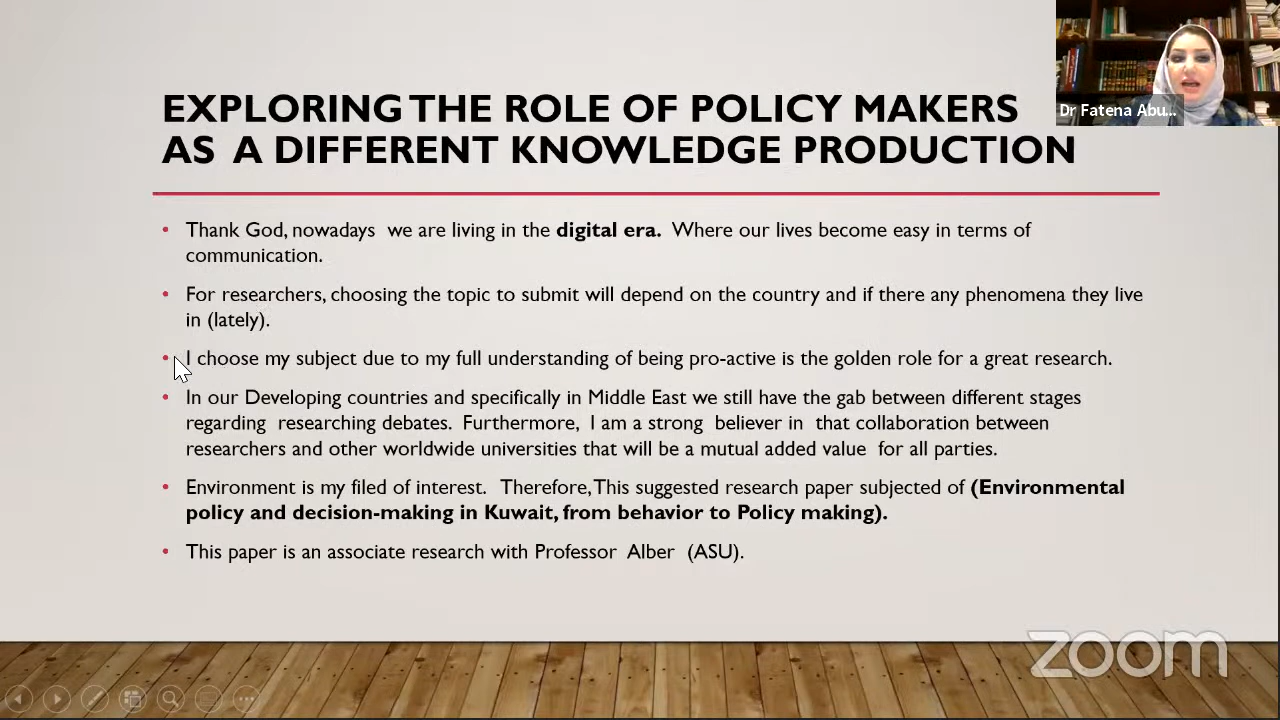 EXPLORING THE ROLE OF POLICY MAKERS
AS A DIFFERENT KNOWLEDGE PRODUCTION
Dr Fatena Abu...
• Thank God, nowadays we are living in the digital era. Where our lives become easy in terms of
communication.
• For researchers, choosing the topic to submit will depend on the country and if there any phenomena they live
in (lately).
• I choose my subject due to my full understanding of being pro-active is the golden role for a great research.
• In our Developing countries and specifically in Middle East we still have the gab between different stages
regarding researching debates. Furthermore, I am a strong believer in that collaboration between
researchers and other worldwide universities that will be a mutual added value for all parties.
• Environment is my filed of interest. Therefore, This suggested research paper subjected of (Environmental
policy and decision-making in Kuwait, from behavior to Policy making).
• This paper is an associate research with Professor Alber (ASU).
zoom